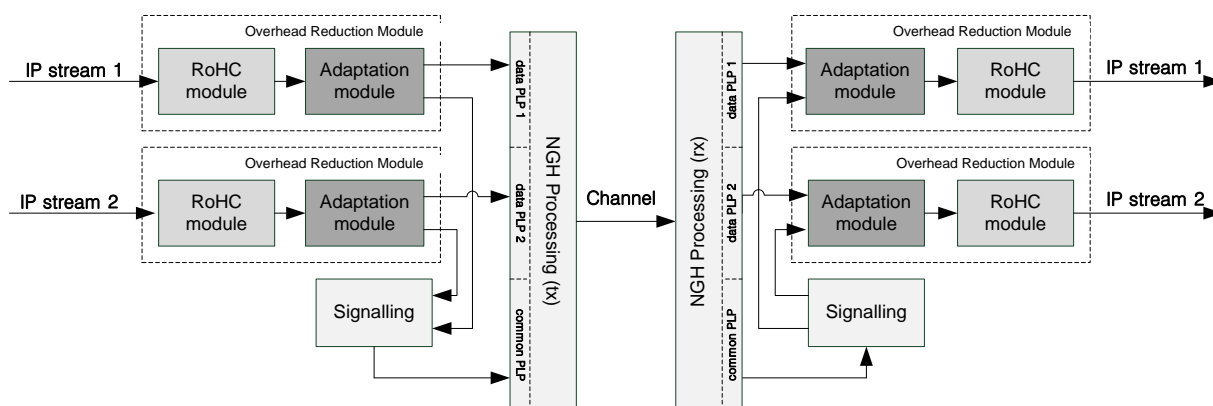 Overhead Reduction Module
IP stream 1
RoHC
module
Adaptation
module
Overhead Reduction Module
IP stream 2
RoHC
module
Adaptation
module
Signalling
data PLP 1
data PLP 2
common PLP
NGH Processing (tx)
Channel
NGH Processing (rx)
data PLP 1
data PLP 2
common PLP
Overhead Reduction Module
Adaptation
module
RoHC
module
IP stream 1
Overhead Reduction Module
Adaptation
module
RoHC
module
IP stream 2
Signalling